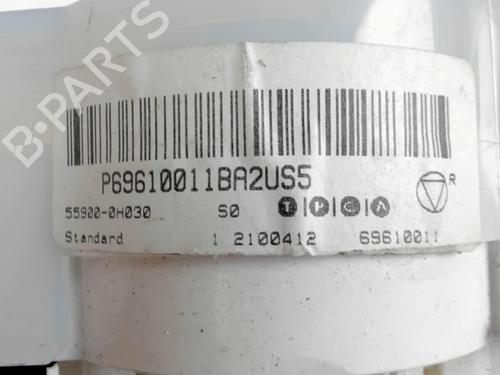 B-PARTS
P69610011BA2US5
R
55900-0H030 S0 T P C A
Standard 1 2100412 69610011